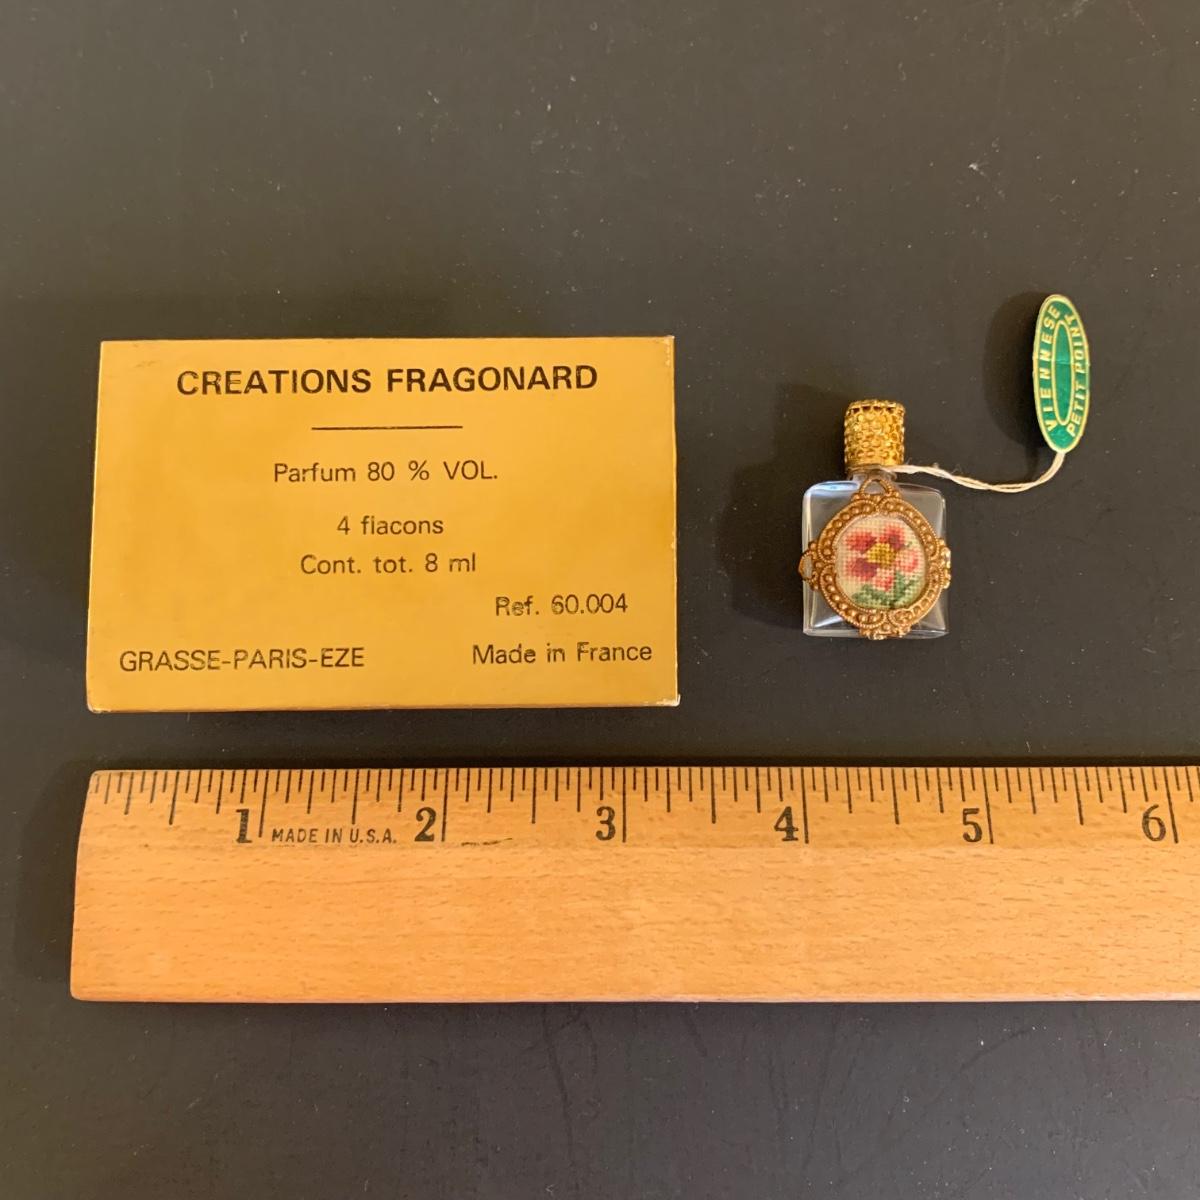 CREATIONS FRAGONARD
Parfum 80 % VOL.
4 flacons
Cont. tot. 8 ml
Ref. 60.004
GRASSE-PARIS-EZE
Made in France
VIENNESE
PETIT POINT
1 2 3 4 5 6
MADE IN U.S.A.